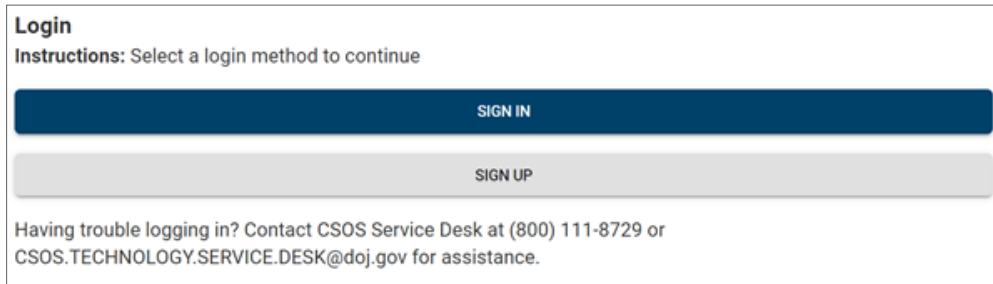 Login
Instructions: Select a login method to continue
SIGN IN
SIGN UP
Having trouble logging in? Contact CSOS Service Desk at (800) 111-8729 or
CSOS.TECHNOLOGY.SERVICE.DESK@doj.gov for assistance.